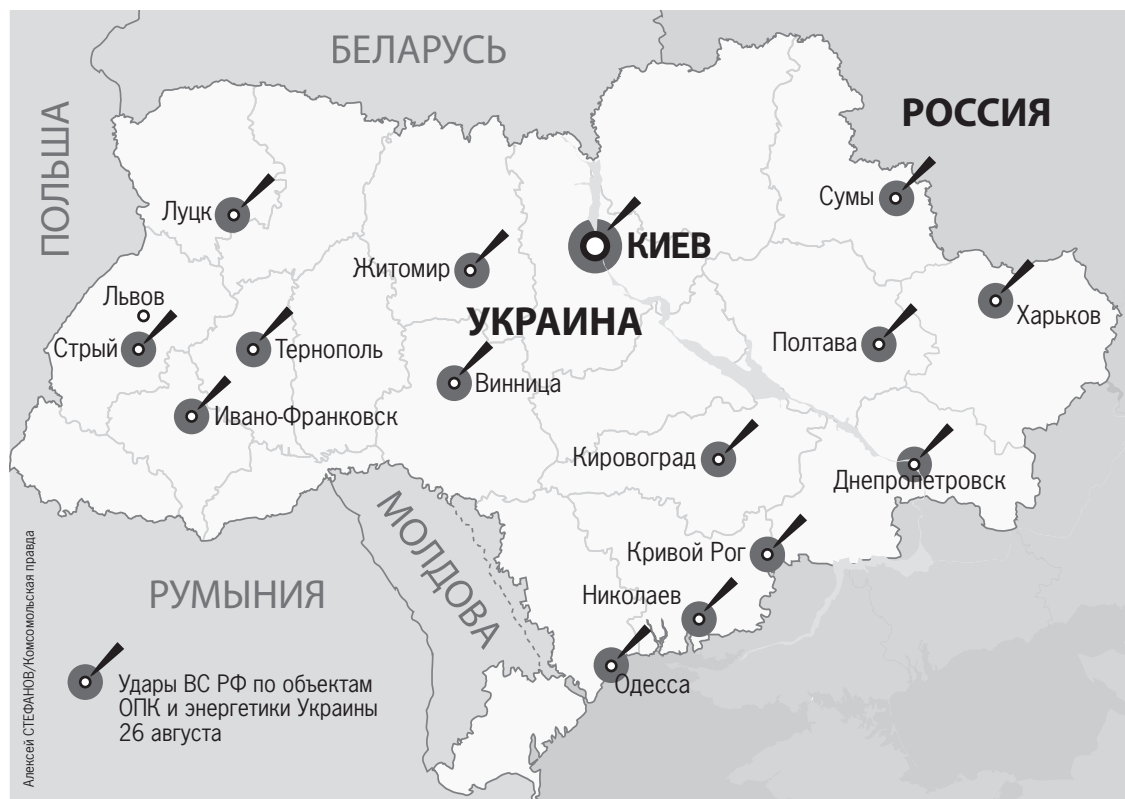 БЕЛАРУСЬ
ПОЛЬША
РОССИЯ
Луцк
Сумы
КИЕВ
Житомир
Львов
Харьков
УКРАИНА
Стрый
Тернополь
Полтава
Винница
Ивано-Франковск
Кировоград
Днепропетровск
МОЛДОВА
Кривой Рог
РУМЫНИЯ
Николаев
Одесса
Удары ВС РФ по объектам
ОПК и энергетики Украины
26 августа
Алексей СТЕФАНОВ/Комсомольская правда